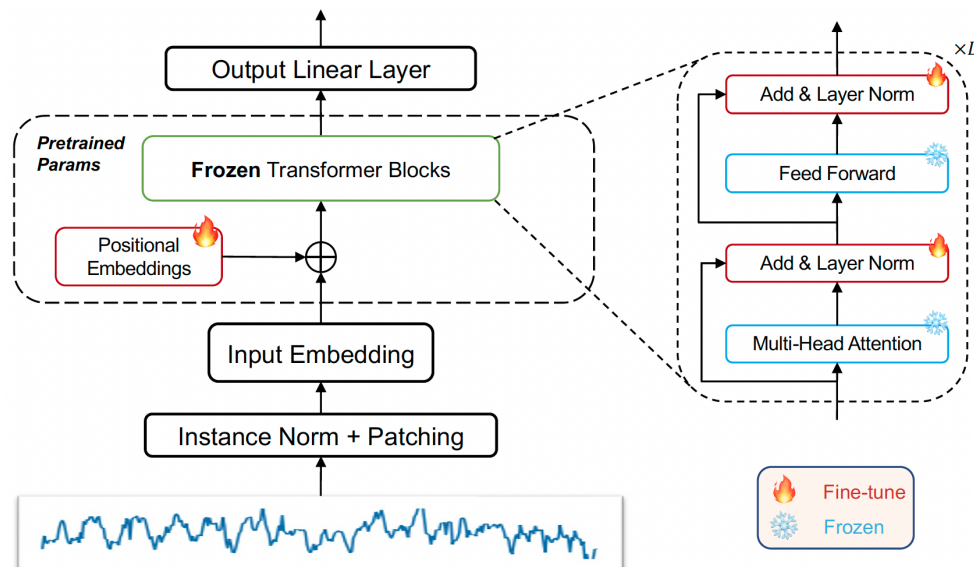 Output Linear Layer
Pretrained
Params
Frozen Transformer Blocks
Positional
Embeddings
Input Embedding
Instance Norm + Patching
×L
Add & Layer Norm
Feed Forward
Add & Layer Norm
Multi-Head Attention
Fine-tune
Frozen